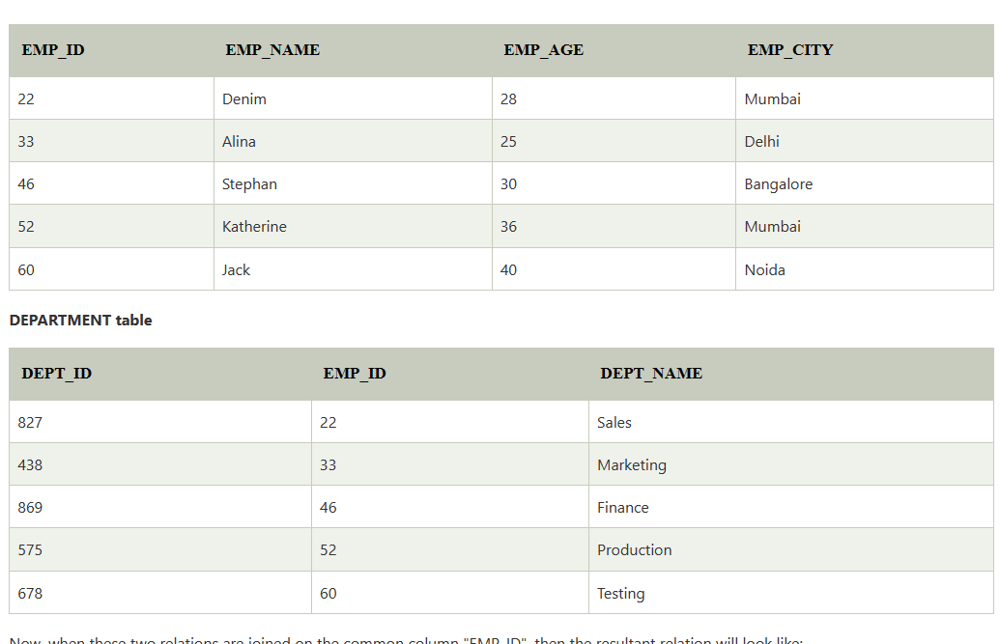 EMP_ID EMP_NAME EMP_AGE EMP_CITY
22 Denim 28 Mumbai
33 Alina 25 Delhi
46 Stephan 30 Bangalore
52 Katherine 36 Mumbai
60 Jack 40 Noida
DEPARTMENT table
DEPT_ID EMP_ID DEPT_NAME
827 22 Sales
438 33 Marketing
869 46 Finance
575 52 Production
678 60 Testing
Now, when these two relations are joined on the common column "EMP_ID", then the resultant relation will look like: